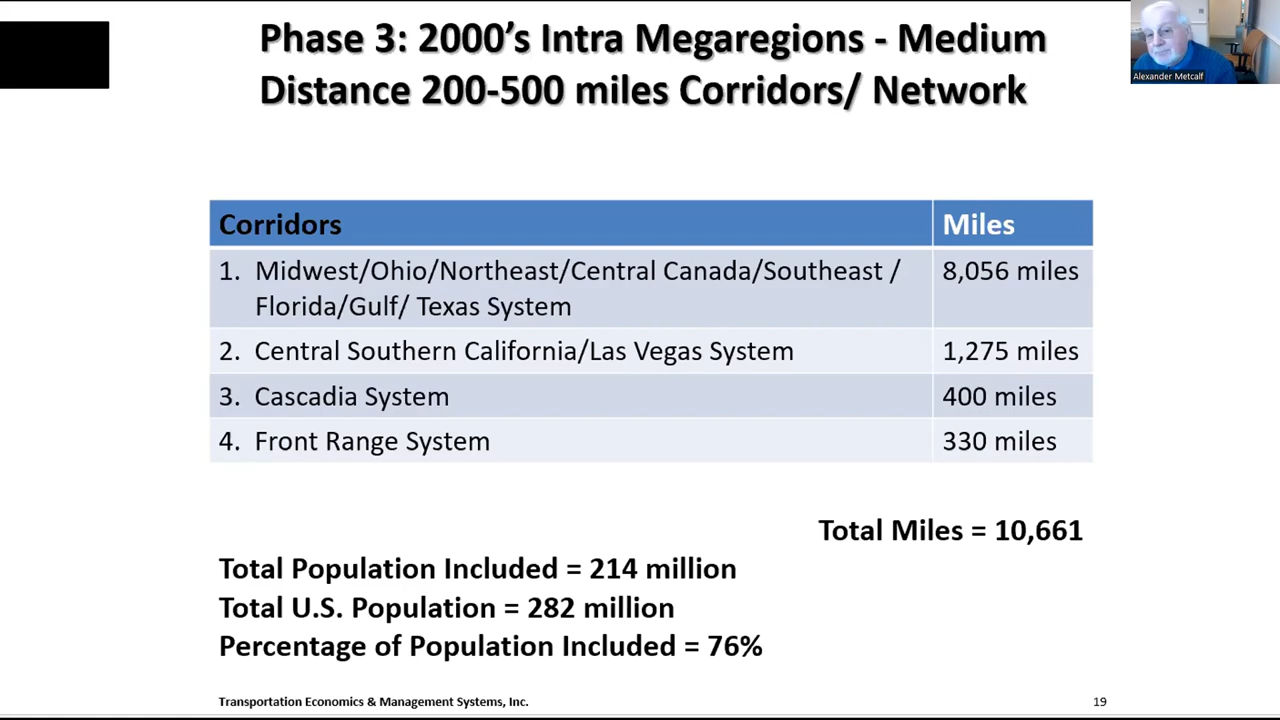 Phase 3: 2000’s Intra Megaregions - Medium
Distance 200-500 miles Corridors/ Network
Alexander Metcalf
Corridors Miles
1. Midwest/Ohio/Northeast/Central Canada/Southeast / 8,056 miles
Florida/Gulf/ Texas System
2. Central Southern California/Las Vegas System 1,275 miles
3. Cascadia System 400 miles
4. Front Range System 330 miles
Total Miles = 10,661
Total Population Included = 214 million
Total U.S. Population = 282 million
Percentage of Population Included = 76%
Transportation Economics & Management Systems, Inc. 19